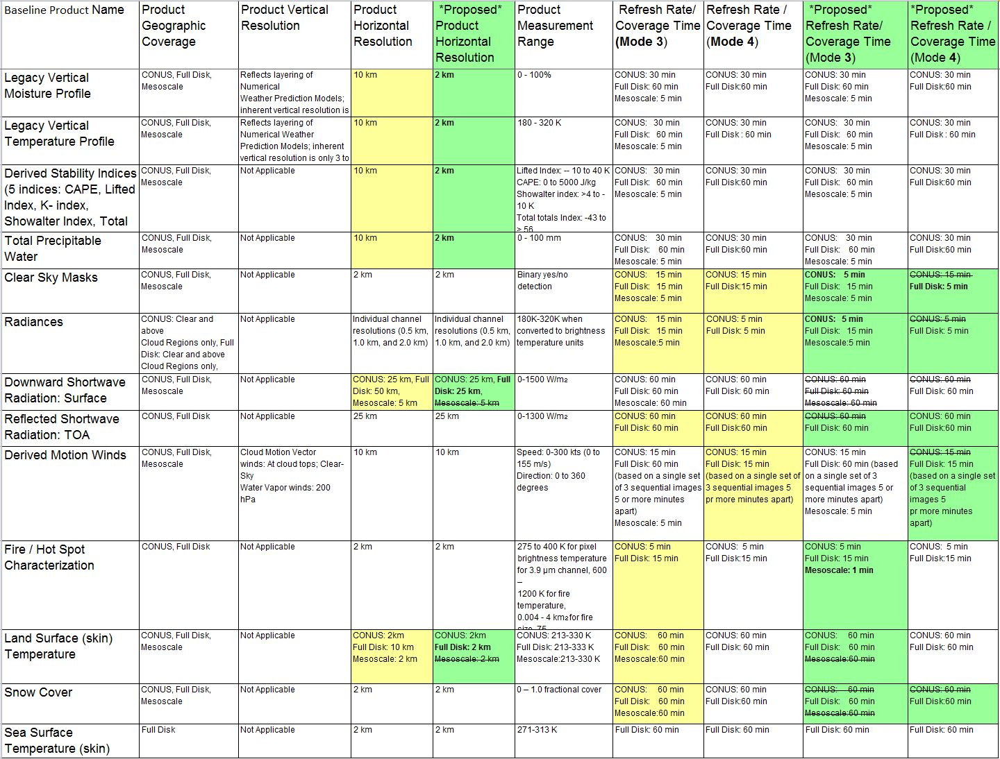 Baseline Product Name
Product
Geographic
Coverage
Product Vertical
Resolution
Product
Horizontal
Resolution
*Proposed*
Product
Horizontal
Resolution
Product
Measurement
Range
Refresh Rate/
Coverage Time
(Mode 3)
Refresh Rate /
Coverage Time
(Mode 4)
*Proposed*
Refresh Rate/
Coverage Time
(Mode 3)
*Proposed*
Refresh Rate /
Coverage Time
(Mode 4)
Legacy Vertical
Moisture Profile
CONUS, Full Disk,
Mesoscale
Reflects layering of
Numerical
Weather Prediction Models;
inherent vertical resolution is
10 km
2 km
0 - 100%
CONUS: 30 min
Full Disk: 60 min
Mesoscale: 5 min
CONUS: 30 min
Full Disk:60 min
CONUS: 30 min
Full Disk: 60 min
Mesoscale: 5 min
CONUS: 30 min
Full Disk:60 min
Legacy Vertical
Temperature Profile
CONUS, Full Disk,
Mesoscale
Reflects layering of
Numerical Weather
Prediction Models; inherent
vertical resolution is only 3 to
10 km
2 km
180 - 320 K
CONUS: 30 min
Full Disk: 60 min
Mesoscale: 5 min
CONUS: 30 min
Full Disk : 60 min
CONUS: 30 min
Full Disk: 60 min
Mesoscale: 5 min
CONUS: 30 min
Full Disk : 60 min
Derived Stability Indices
(5 indices: CAPE, Lifted
Index, K- index,
Showalter Index, Total
CONUS, Full Disk,
Mesoscale
Not Applicable
10 km
2 km
Lifted Index: -- 10 to 40 K
CAPE: 0 to 5000 J/kg
Showalter index: >4 to -
10 K
Total totals Index: -43 to
> 56
CONUS: 30 min
Full Disk: 60 min
Mesoscale: 5 min
CONUS: 30 min
Full Disk:60 min
CONUS: 30 min
Full Disk: 60 min
Mesoscale: 5 min
CONUS: 30 min
Full Disk:60 min
Total Precipitable
Water
CONUS, Full Disk,
Mesoscale
Not Applicable
10 km
2 km
0 - 100 mm
CONUS: 30 min
Full Disk: 60 min
Mesoscale: 5 min
CONUS: 30 min
Full Disk:60 min
CONUS: 30 min
Full Disk: 60 min
Mesoscale: 5 min
CONUS: 30 min
Full Disk:60 min
Clear Sky Masks
CONUS, Full Disk,
Mesoscale
Not Applicable
2 km
2 km
Binary yes/no
detection
CONUS: 15 min
Full Disk: 15 min
Mesoscale: 5 min
CONUS: 15 min
Full Disk:15 min
CONUS: 5 min
Full Disk: 15 min
Mesoscale: 5 min
CONUS: 15 min
Full Disk: 5 min
Radiances
CONUS: Clear and
above
Cloud Regions only, Full
Disk: Clear and above
Cloud Regions only,
Not Applicable
Individual channel
resolutions (0.5 km,
1.0 km, and 2.0 km)
Individual channel
resolutions (0.5 km,
1.0 km, and 2.0 km)
180K-320K when
converted to brightness
temperature units
CONUS: 15 min
Full Disk: 15 min
Mesoscale:5 min
CONUS: 5 min
Full Disk: 5 min
CONUS: 5 min
Full Disk: 15 min
Mesoscale:5 min
CONUS: 5 min
Full Disk: 5 min
Downward Shortwave
Radiation: Surface
CONUS, Full Disk,
Mesoscale
Not Applicable
CONUS: 25 km, Full
Disk: 50 km,
Mesoscale: 5 km
CONUS: 25 km, Full
Disk: 25 km,
Mesoscale: 5 km
0-1500 W/m2
CONUS: 60 min
Full Disk: 60 min
Mesoscale: 60 min
CONUS: 60 min
Full Disk: 60 min
CONUS: 60 min
Full Disk: 60 min
Mesoscale: 60 min
CONUS: 60 min
Full Disk: 60 min
Reflected Shortwave
Radiation: TOA
CONUS, Full Disk
Not Applicable
25 km
25 km
0-1300 W/m2
CONUS: 60 min
Full Disk: 60 min
CONUS: 60 min
Full Disk:60 min
CONUS: 60 min
Full Disk: 60 min
CONUS: 60 min
Full Disk:60 min
Derived Motion Winds
CONUS, Full Disk,
Mesoscale
Cloud Motion Vector
winds: At cloud tops; Clear-
Sky
Water Vapor winds: 200
hPa
10 km
10 km
Speed: 0-300 kts (0 to
155 m/s)
Direction: 0 to 360
degrees
CONUS: 15 min
Full Disk: 60 min
(based on a single set
of 3 sequential images
5 or more minutes
apart)
Mesoscale: 5 min
CONUS: 15 min
Full Disk: 15 min
(based on a single set of
3 sequential images 5
pr more minutes apart)
CONUS: 15 min
Full Disk: 60 min (based
on a single set of 3
sequential images 5 or
more minutes apart)
Mesoscale: 5 min
CONUS: 15 min
Full Disk: 15 min
(based on a single set
of 3 sequential
images 5
pr more minutes
apart)
Fire / Hot Spot
Characterization
CONUS, Full Disk
Not Applicable
2 km
2 km
275 to 400 K for pixel
brightness temperature
for 3.9 µm channel, 600
–
1200 K for fire
temperature,
0.004 - 4 km2 for fire
size, 75
CONUS: 5 min
Full Disk: 15 min
CONUS: 5 min
Full Disk:15 min
CONUS: 5 min
Full Disk: 15 min
Mesoscale: 1 min
CONUS: 5 min
Full Disk:15 min
Land Surface (skin)
Temperature
CONUS, Full Disk,
Mesoscale
Not Applicable
CONUS: 2km
Full Disk: 10 km
Mesoscale: 2 km
CONUS: 2km
Full Disk: 2 km
Mesoscale: 2 km
CONUS: 213-330 K
Full Disk: 213-333 K
Mesoscale:213-330 K
CONUS: 60 min
Full Disk: 60 min
Mesoscale:60 min
CONUS: 60 min
Full Disk: 60 min
CONUS: 60 min
Full Disk: 60 min
Mesoscale:60 min
CONUS: 60 min
Full Disk: 60 min
Snow Cover
CONUS, Full Disk,
Mesoscale
Not Applicable
2 km
2 km
0 – 1.0 fractional cover
CONUS: 60 min
Full Disk: 60 min
Mesoscale:60 min
CONUS: 60 min
Full Disk: 60 min
CONUS: 60 min
Full Disk: 60 min
Mesoscale:60 min
CONUS: 60 min
Full Disk:60 min
Sea Surface
Temperature (skin)
Full Disk
Not Applicable
2 km
2 km
271-313 K
Full Disk: 60 min
Full Disk: 60 min
Full Disk: 60 min
Full Disk: 60 min